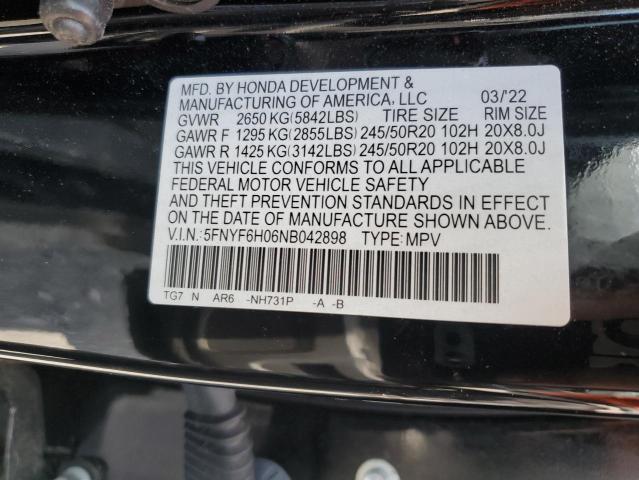 MFD. BY HONDA DEVELOPMENT &
MANUFACTURING OF AMERICA, LLC 03/'22
GVWR 2650 KG(5842LBS) TIRE SIZE RIM SIZE
GAWR F 1295 KG(2855LBS) 245/50R20 102H 20X8.0J
GAWR R 1425 KG(3142LBS) 245/50R20 102H 20X8.0J
THIS VEHICLE CONFORMS TO ALL APPLICABLE
FEDERAL MOTOR VEHICLE SAFETY
AND THEFT PREVENTION STANDARDS IN EFFECT
ON THE DATE OF MANUFACTURE SHOWN ABOVE.
V.I.N.:5FNYF6H06NB042898 TYPE:MPV
TG7 N AR6 -NH731P -A -B